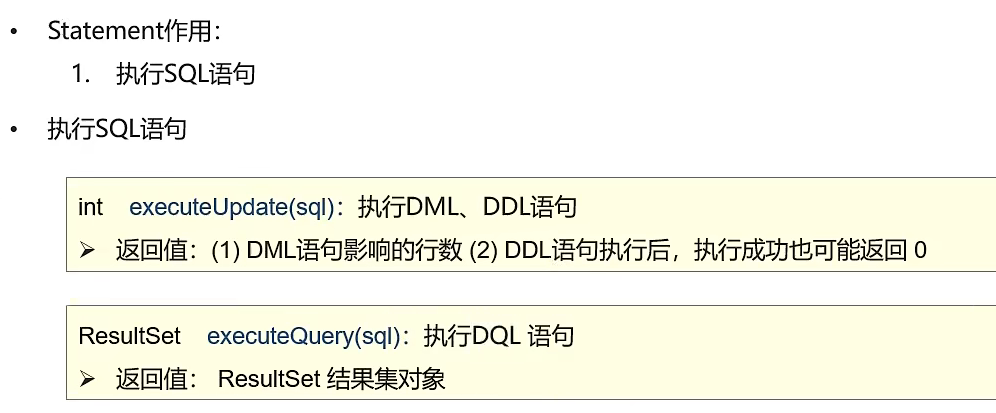 • Statement作用：
1. 执行SQL语句
• 执行SQL语句
int executeUpdate(sql)：执行DML、DDL语句
➢ 返回值：(1) DML语句影响的行数 (2) DDL语句执行后，执行成功也可能返回 0
ResultSet executeQuery(sql)：执行DQL 语句
➢ 返回值： ResultSet 结果集对象